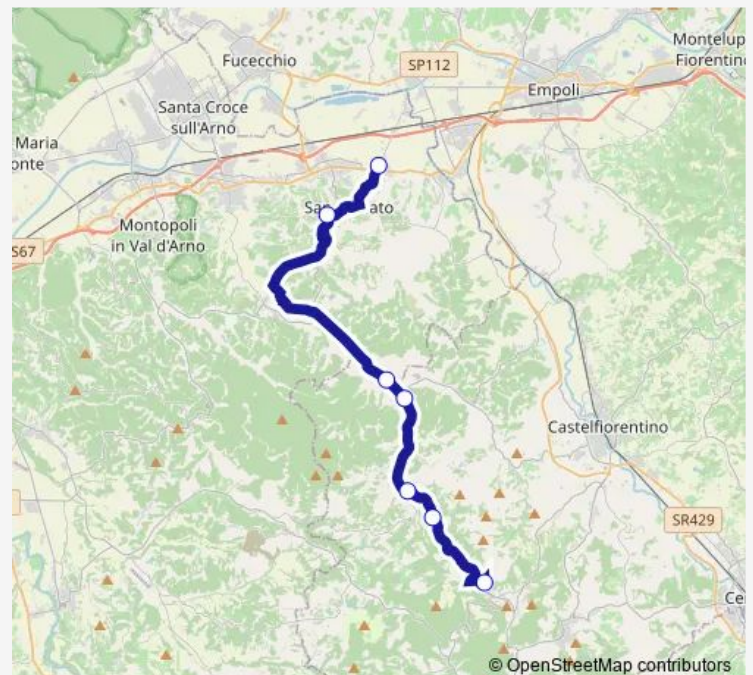 Montelup
Fiorentino
Fucecchio
SP112
Empoli
Santa Croce
sull'Arno
Maria
onte
San
ato
Montopoli
in Val d'Arno
S67
Castelfiorentino
SR429
Ce
© OpenStreetMap contributors